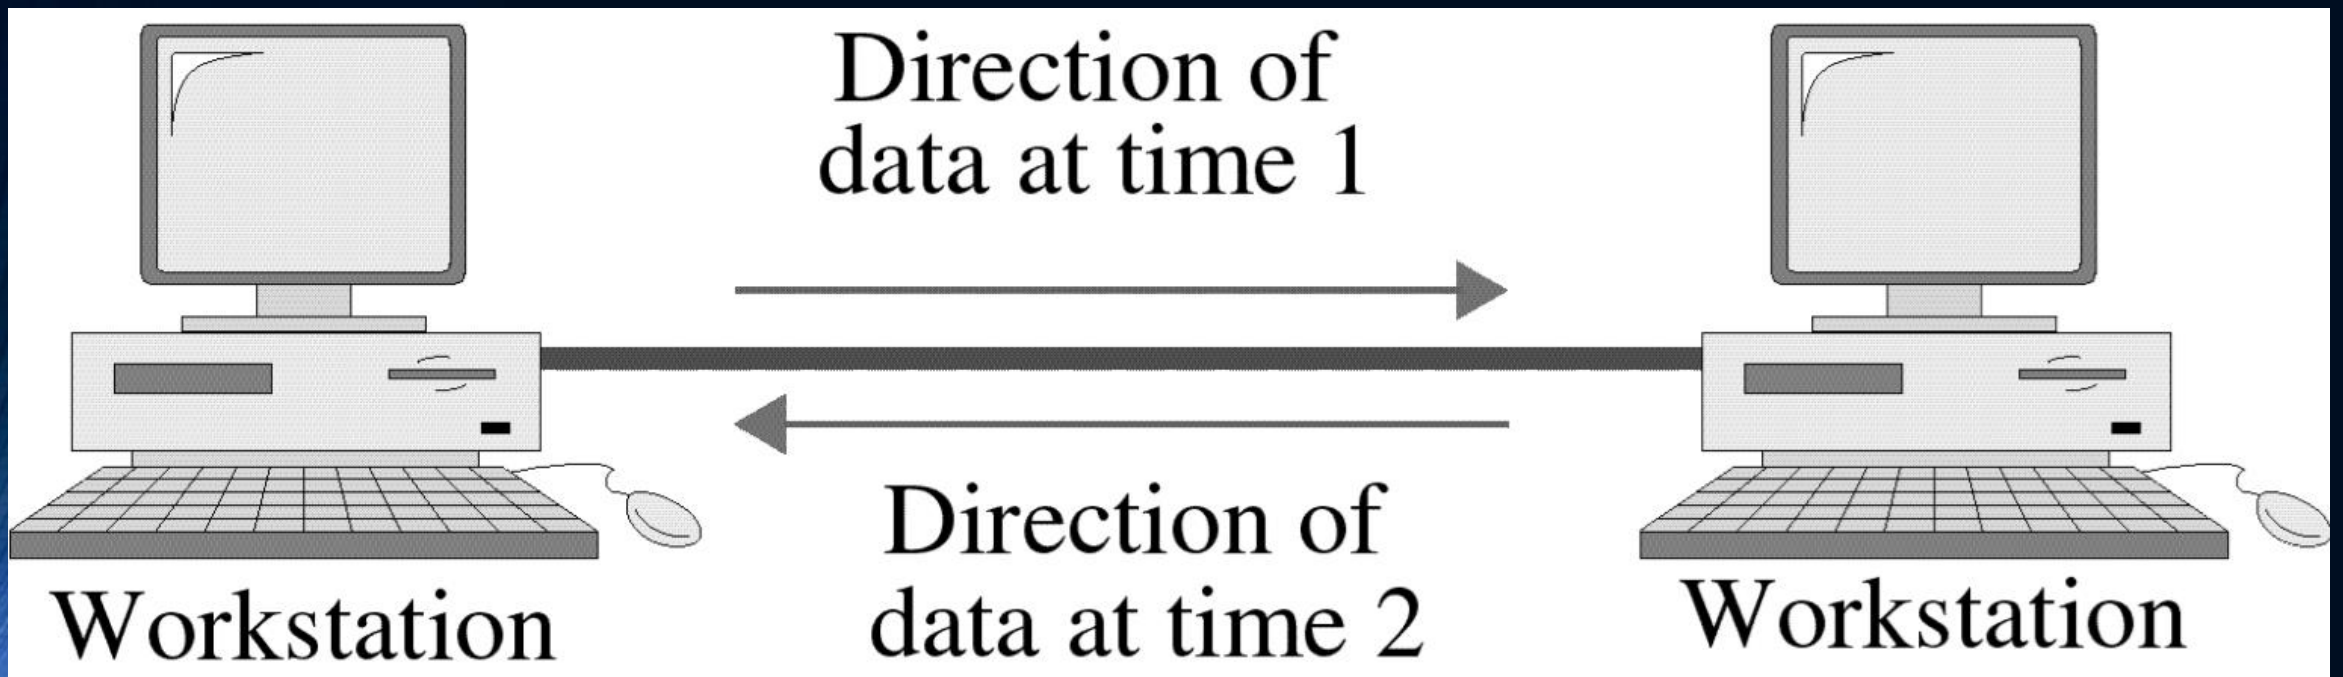 Direction of
data at time 1
Direction of
data at time 2
Workstation
Workstation